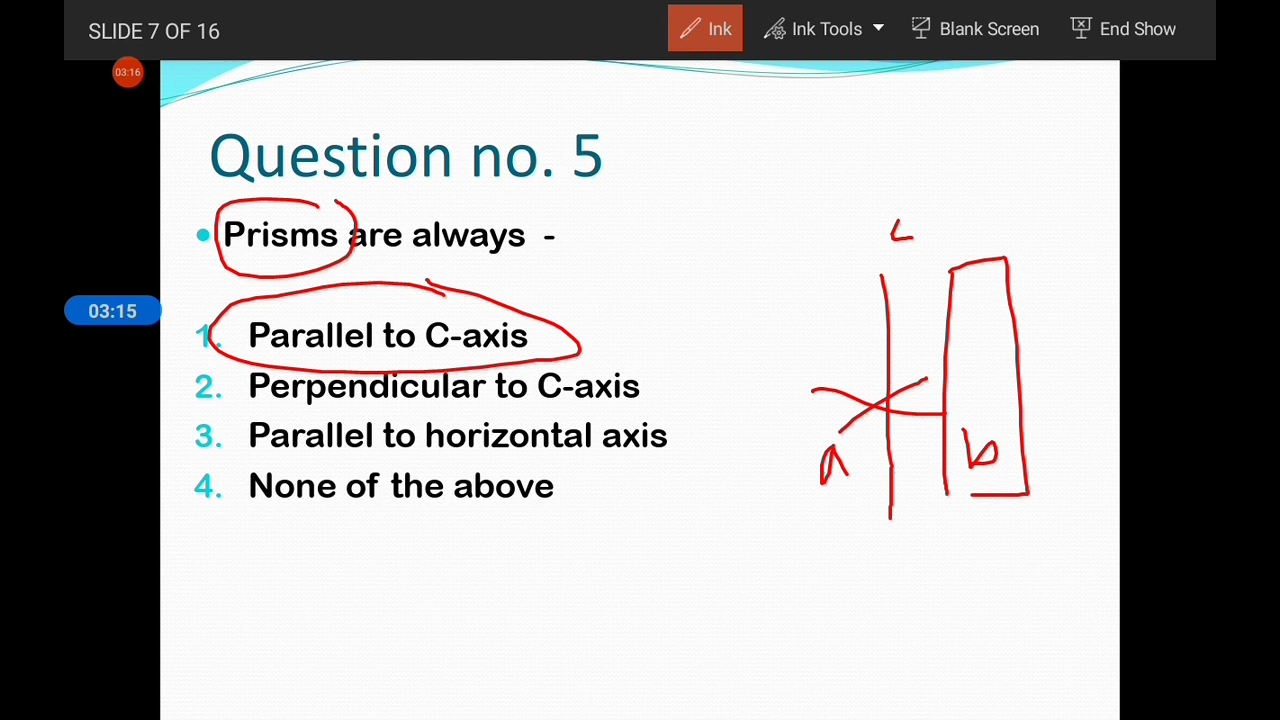 SLIDE 7 OF 16
Ink
Ink Tools
Blank Screen
End Show
03:16
Question no. 5
Prisms are always -
03:15
1. Parallel to C-axis
2. Perpendicular to C-axis
3. Parallel to horizontal axis
4. None of the above
c
a
b